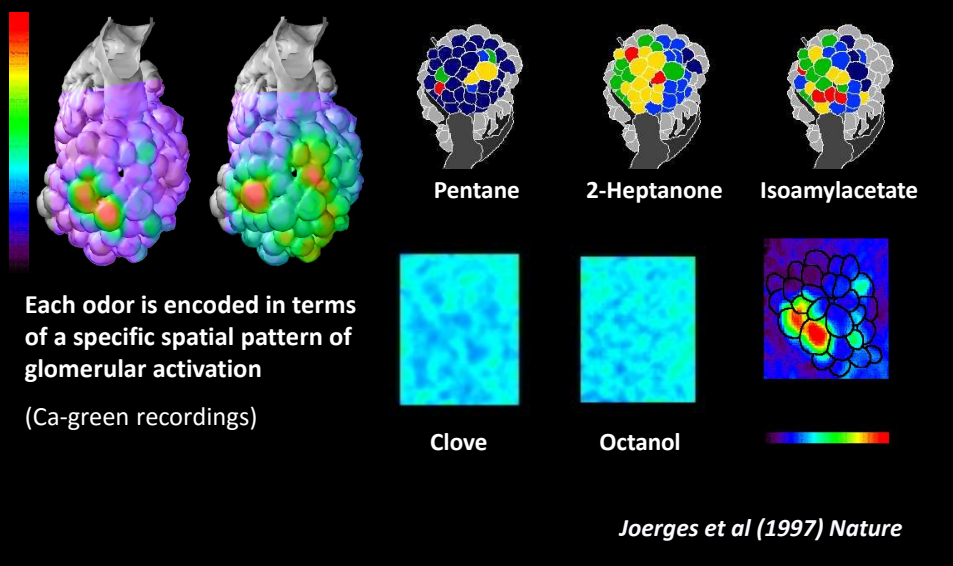 Pentane
2-Heptanone
Isoamylacetate
Each odor is encoded in terms
of a specific spatial pattern of
glomerular activation
(Ca-green recordings)
Clove
Octanol
Joerges et al (1997) Nature